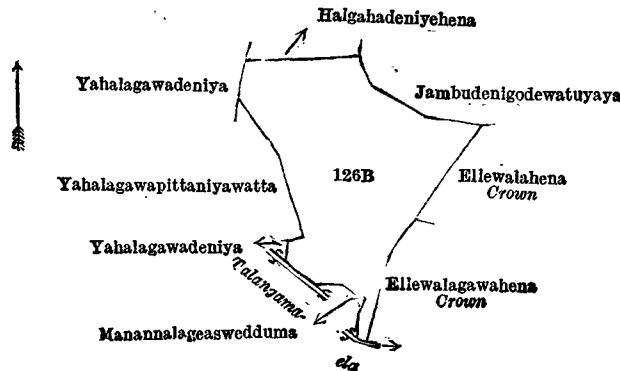 Halgahadeniyehena
Yahalagawadeniya
Jambudenigodewatuyaya
126B
Ellewalahena
Crown
Yahalagawapittaniyawatta
Yahalagawadeniya
Talangama-
Ellewalagawahena
Crown
Manannalageaswedduma
ela